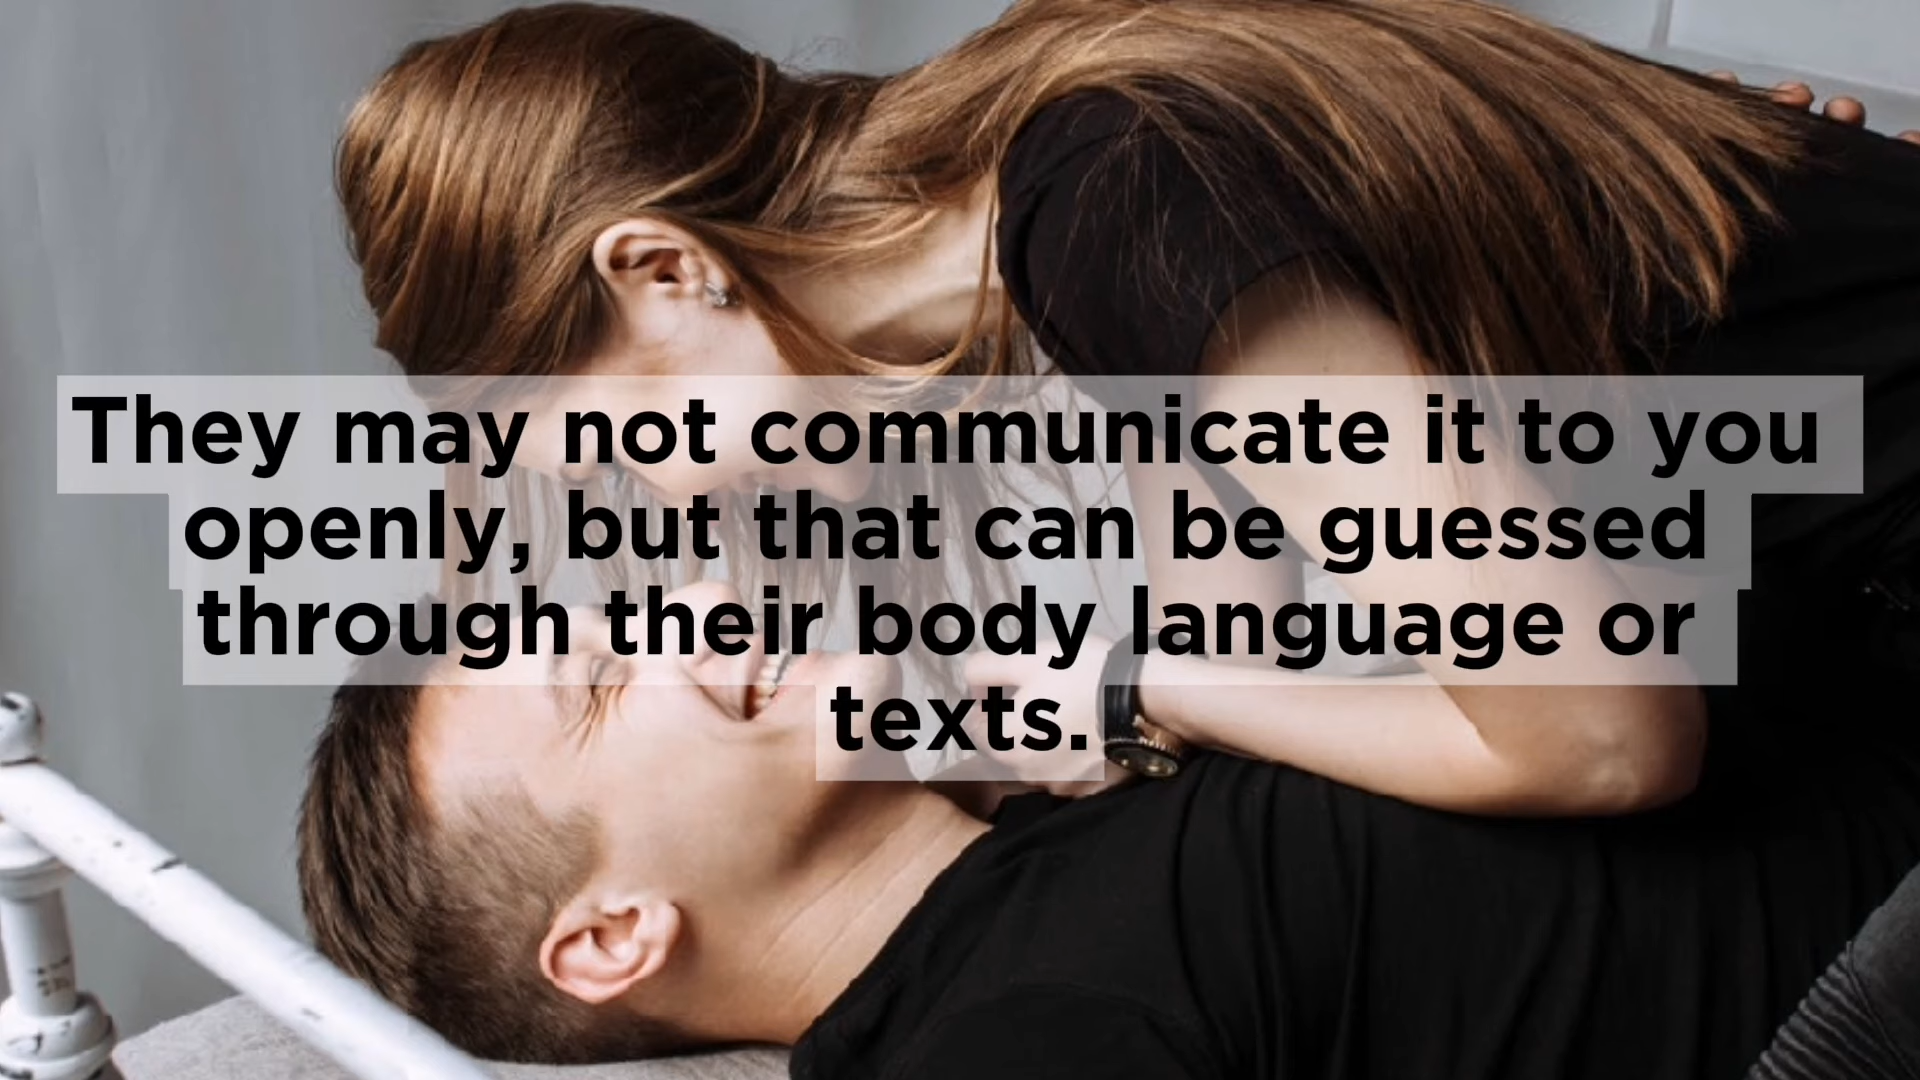 They may not communicate it to you
openly, but that can be guessed
through their body language or
texts.